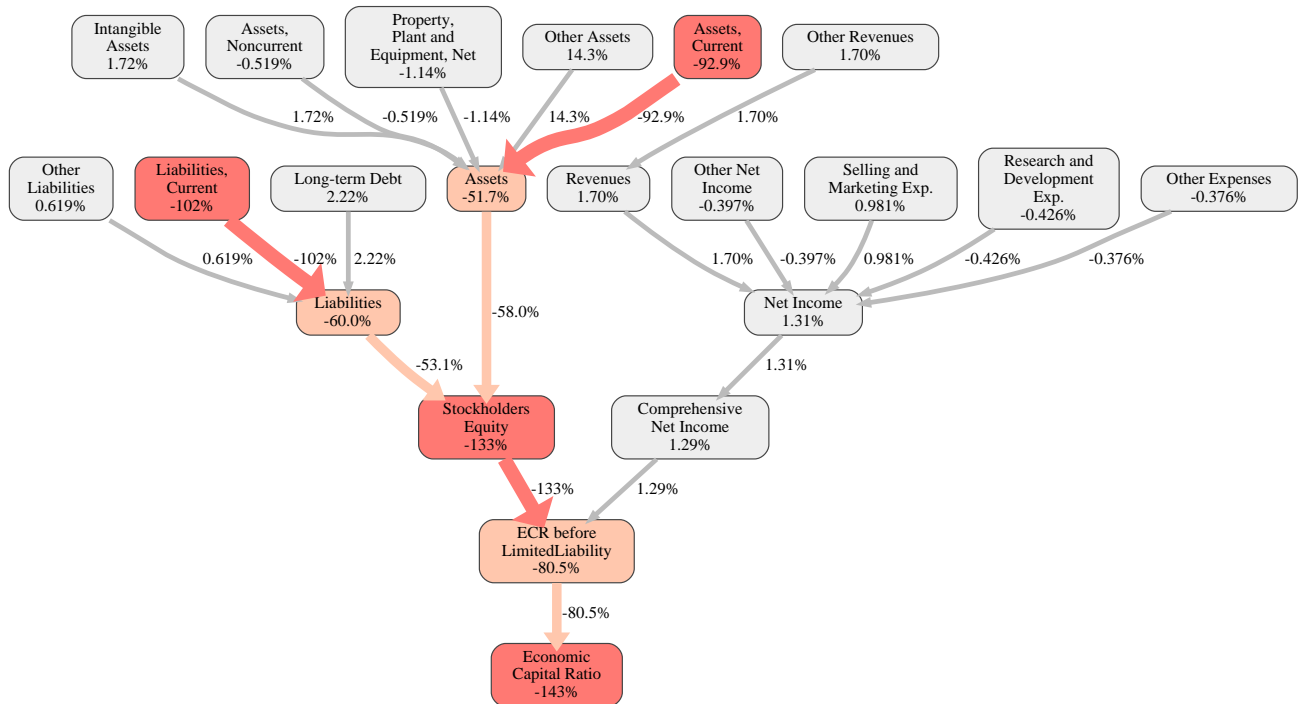 Intangible
Assets
1.72%
Assets,
Noncurrent
-0.519%
Property,
Plant and
Equipment, Net
-1.14%
Other Assets
14.3%
Assets,
Current
-92.9%
Other Revenues
1.70%
1.72%
-0.519%
-1.14%
14.3%
-92.9%
1.70%
Other
Liabilities
0.619%
Liabilities,
Current
-102%
Long-term Debt
2.22%
Assets
-51.7%
Revenues
1.70%
Other Net
Income
-0.397%
Selling and
Marketing Exp.
0.981%
Research and
Development
Exp.
-0.426%
Other Expenses
-0.376%
0.619%
-102%
2.22%
1.70%
-0.397%
0.981%
-0.426%
-0.376%
Liabilities
-60.0%
-58.0%
Net Income
1.31%
-53.1%
1.31%
Stockholders
Equity
-133%
Comprehensive
Net Income
1.29%
-133%
1.29%
ECR before
LimitedLiability
-80.5%
-80.5%
Economic
Capital Ratio
-143%